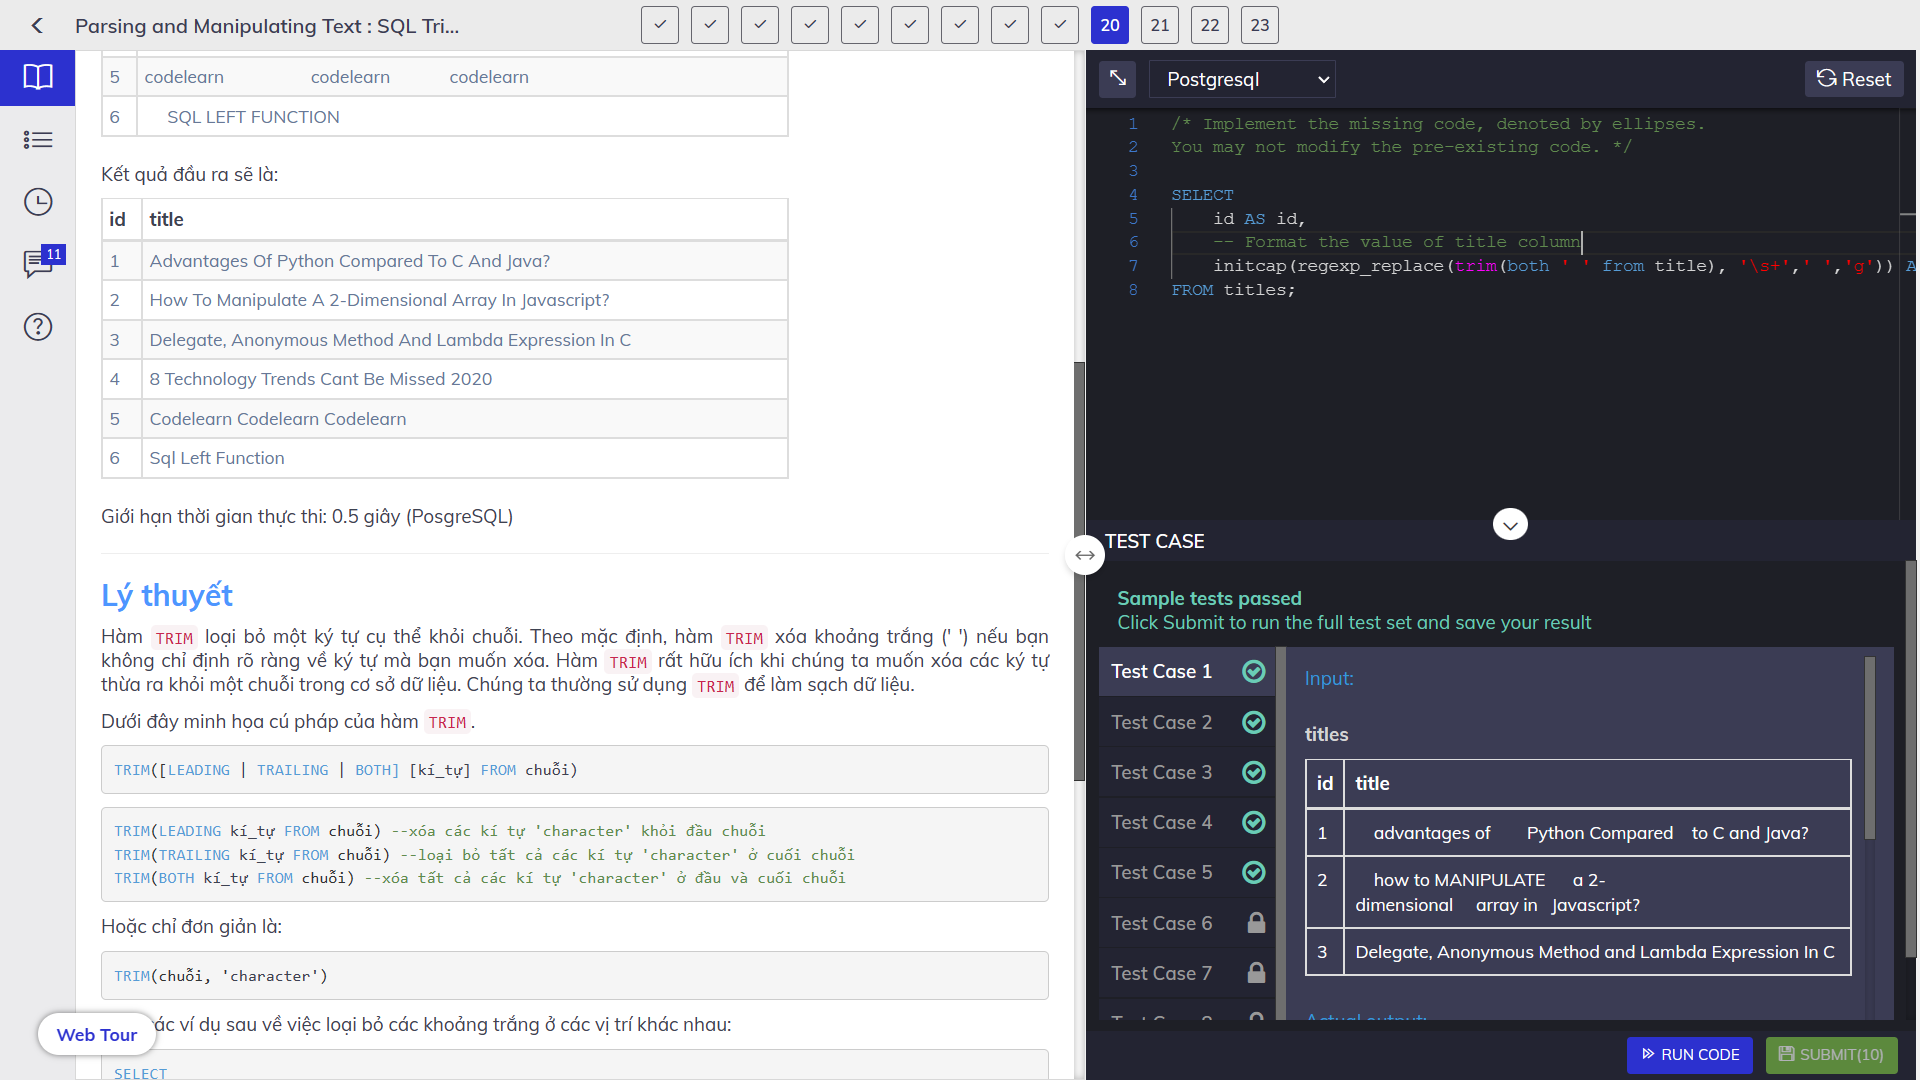 Parsing and Manipulating Text : SQL Tri...
20
21
22
23
11
5 codelearn codelearn codelearn
6 SQL LEFT FUNCTION
Kết quả đầu ra sẽ là:
id title
1 Advantages Of Python Compared To C And Java?
2 How To Manipulate A 2-Dimensional Array In Javascript?
3 Delegate, Anonymous Method And Lambda Expression In C
4 8 Technology Trends Cant Be Missed 2020
5 Codelearn Codelearn Codelearn
6 Sql Left Function
Giới hạn thời gian thực thi: 0.5 giây (PosgreSQL)
Lý thuyết
Hàm TRIM loại bỏ một ký tự cụ thể khỏi chuỗi. Theo mặc định, hàm TRIM xóa khoảng trắng (' ') nếu bạn
không chỉ định rõ ràng về ký tự mà bạn muốn xóa. Hàm TRIM rất hữu ích khi chúng ta muốn xóa các ký tự
thừa ra khỏi một chuỗi trong cơ sở dữ liệu. Chúng ta thường sử dụng TRIM để làm sạch dữ liệu.
Dưới đây minh họa cú pháp của hàm TRIM.
TRIM([LEADING | TRAILING | BOTH] [kí_tự] FROM chuỗi)
TRIM(LEADING kí_tự FROM chuỗi) --xóa các kí tự 'character' khỏi đầu chuỗi
TRIM(TRAILING kí_tự FROM chuỗi) --loại bỏ tất cả các kí tự 'character' ở cuối chuỗi
TRIM(BOTH kí_tự FROM chuỗi) --xóa tất cả các kí tự 'character' ở đầu và cuối chuỗi
Hoặc chỉ đơn giản là:
TRIM(chuỗi, 'character')
Web Tour
ác ví dụ sau về việc loại bỏ các khoảng trắng ở các vị trí khác nhau:
SELECT
Postgresql
Reset
1 /* Implement the missing code, denoted by ellipses.
2 You may not modify the pre-existing code. */
3
4 SELECT
5 id AS id,
6 -- Format the value of title column
7 initcap(regexp_replace(trim(both ' ' from title), '\s+',' ','g')) A
8 FROM titles;
TEST CASE
Sample tests passed
Click Submit to run the full test set and save your result
Test Case 1
Test Case 2
Test Case 3
Test Case 4
Test Case 5
Test Case 6
Test Case 7
Input:
titles
id title
1 advantages of Python Compared to C and Java?
2 how to MANIPULATE a 2-
dimensional array in Javascript?
3 Delegate, Anonymous Method and Lambda Expression In C
Actual output:
RUN CODE
SUBMIT(10)